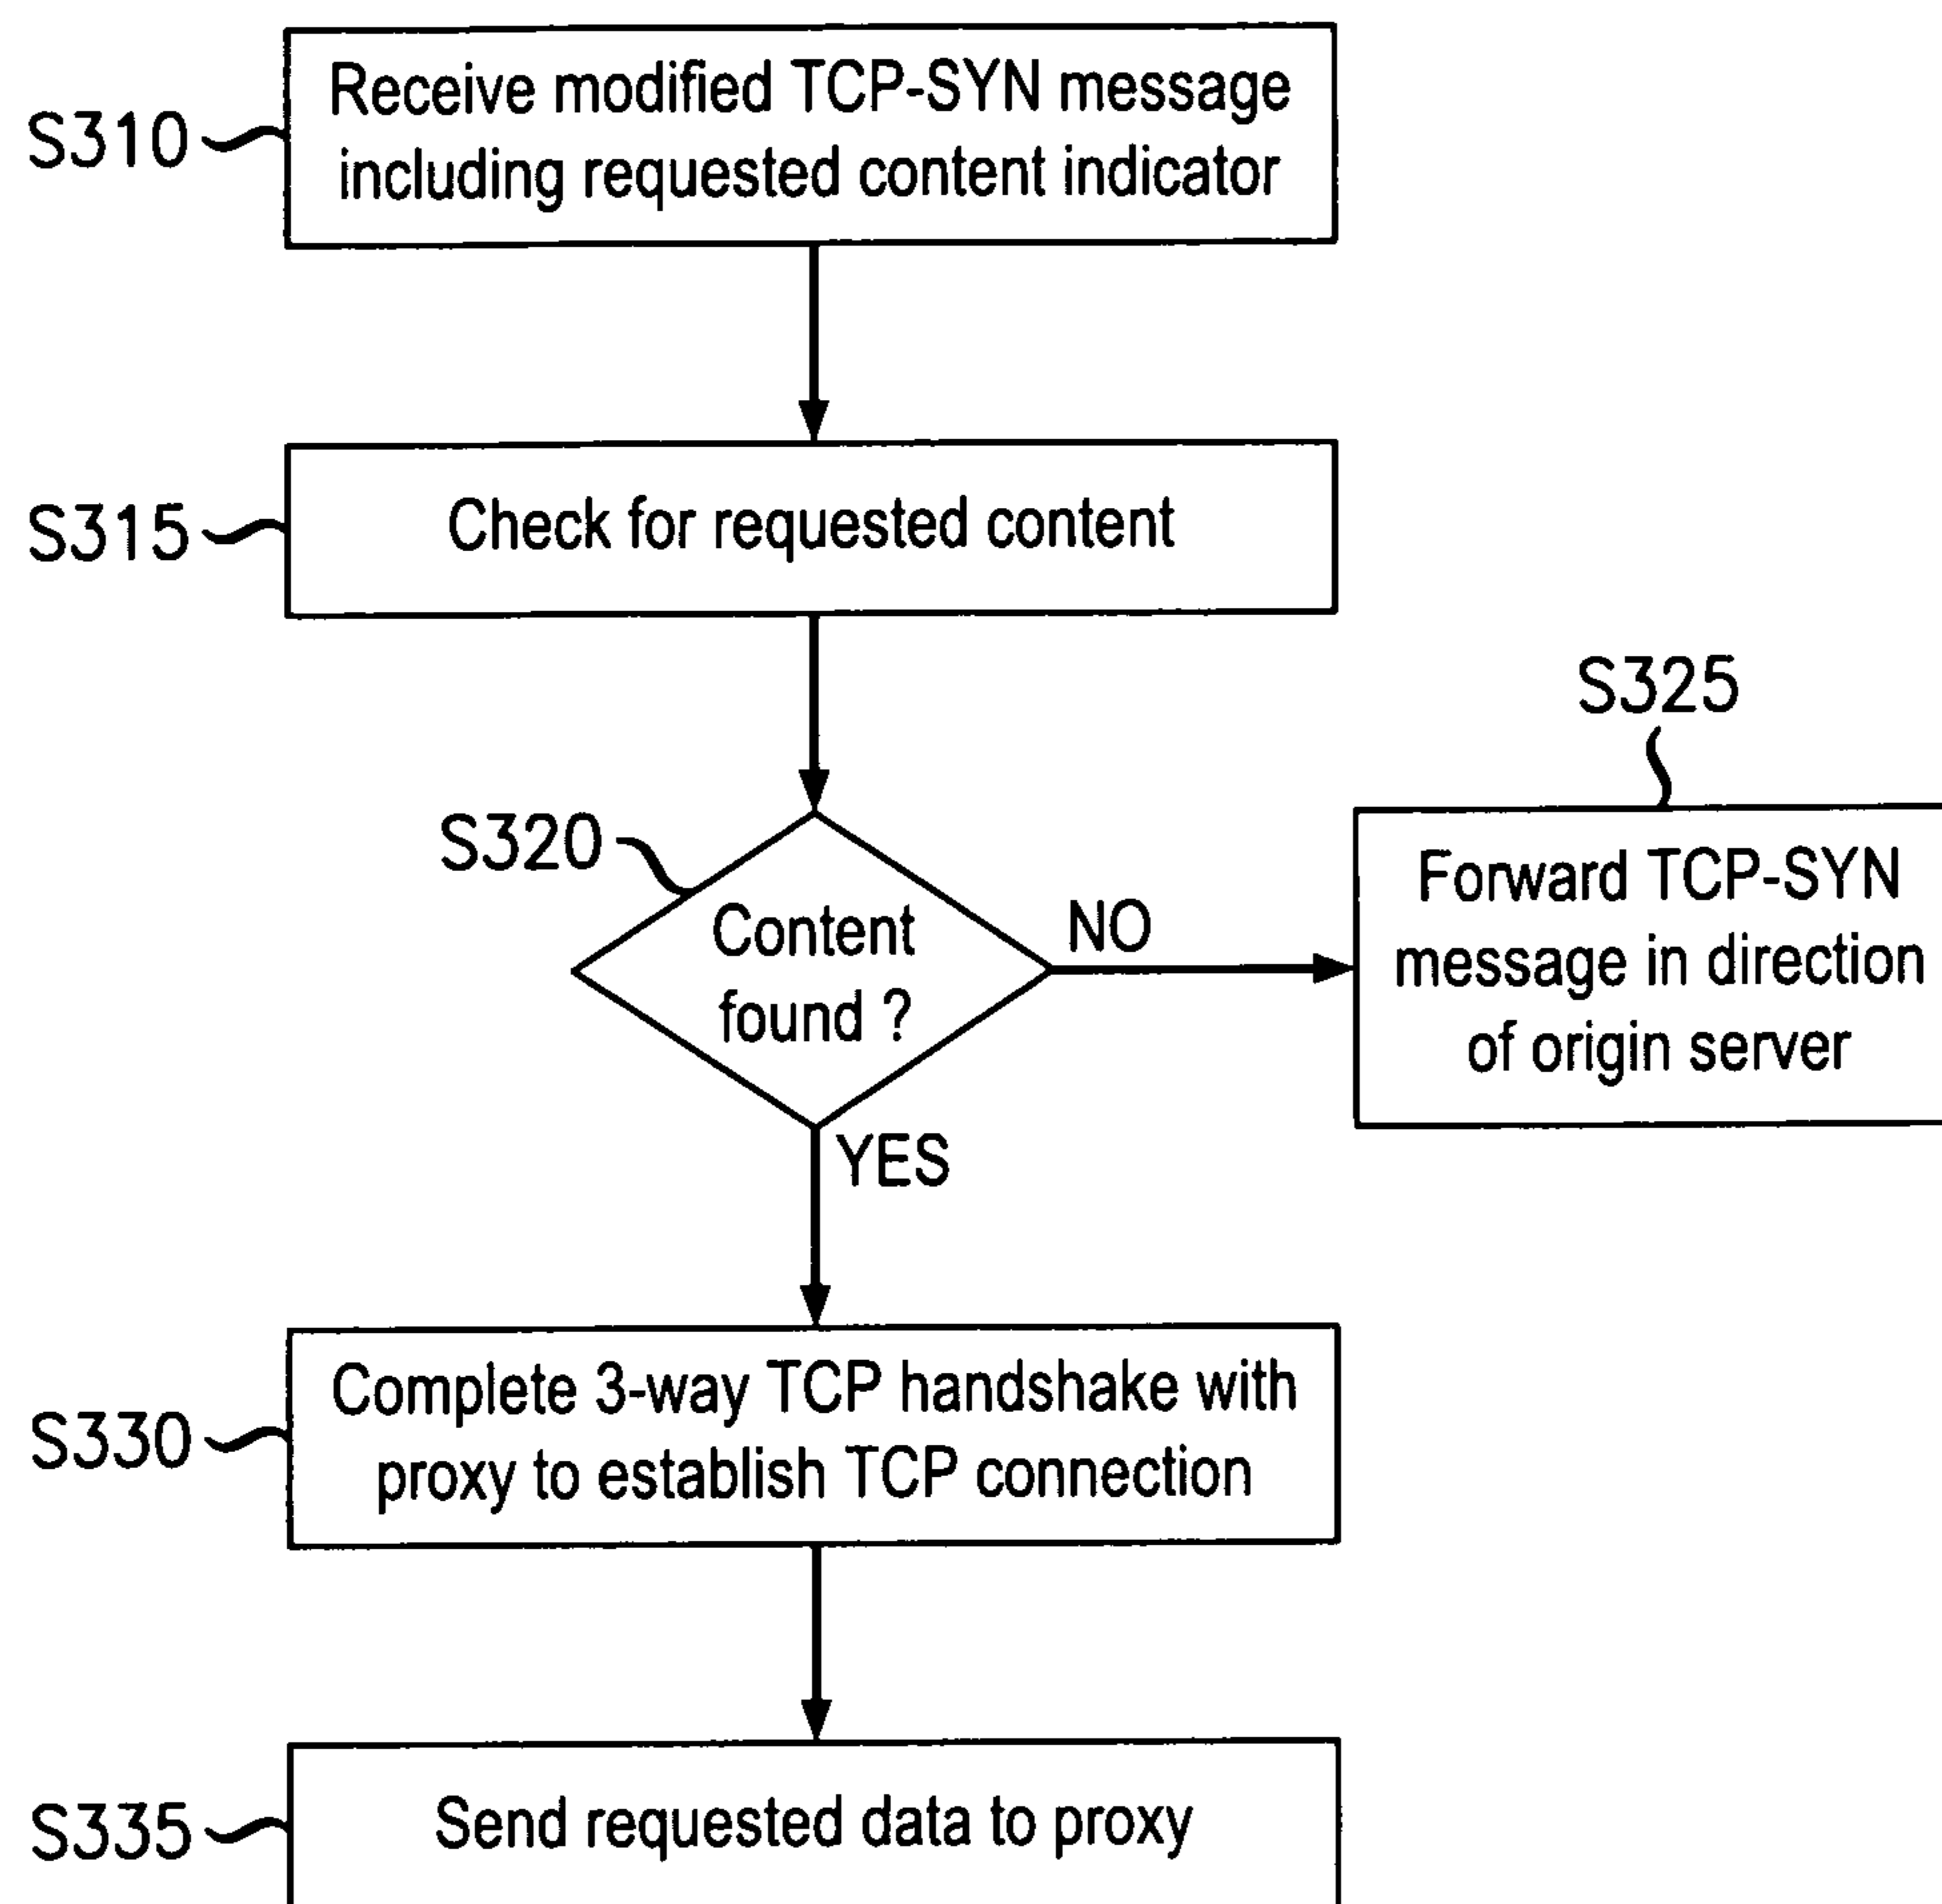 S310
Receive modified TCP-SYN message
including requested content indicator
S315
Check for requested content
S320
Content
found ?
NO
S325
Forward TCP-SYN
message in direction
of origin server
YES
S330
Complete 3-way TCP handshake with
proxy to establish TCP connection
S335
Send requested data to proxy